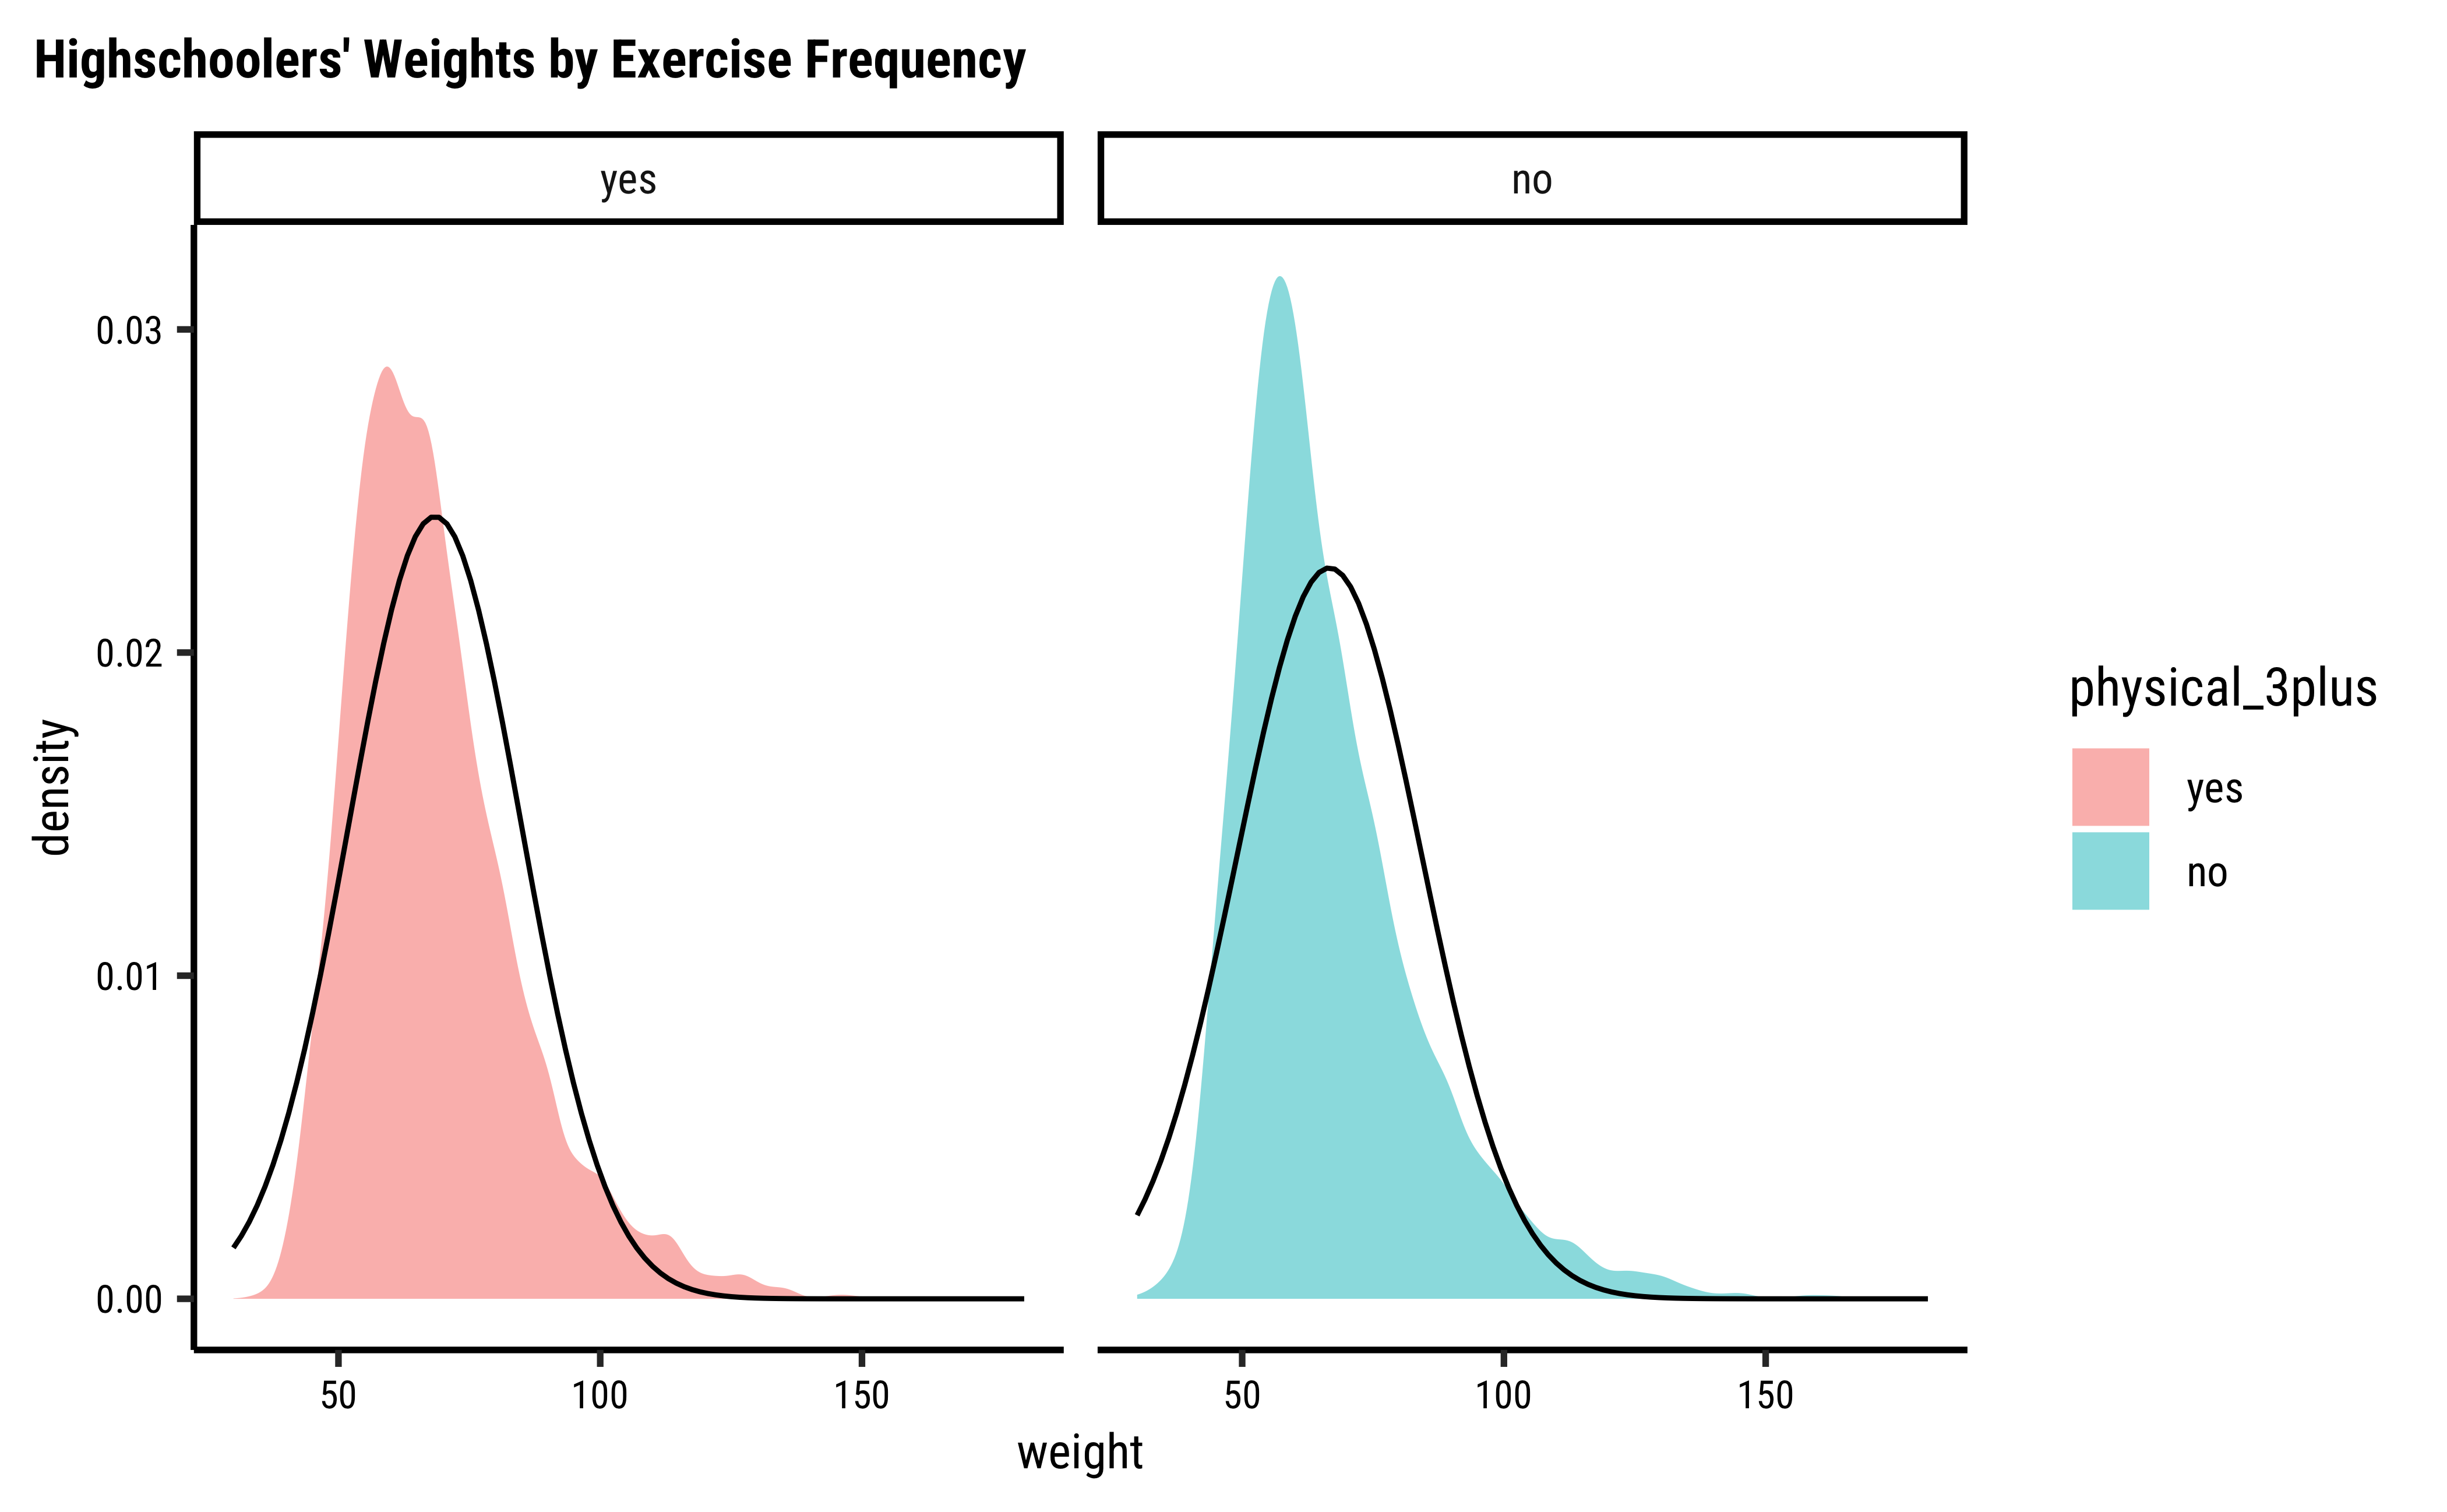 Highschoolers' Weights by Exercise Frequency
yes
no
0.03
0.02
0.01
0.00
density
50
100
150
50
100
150
weight
physical_3plus
yes
no